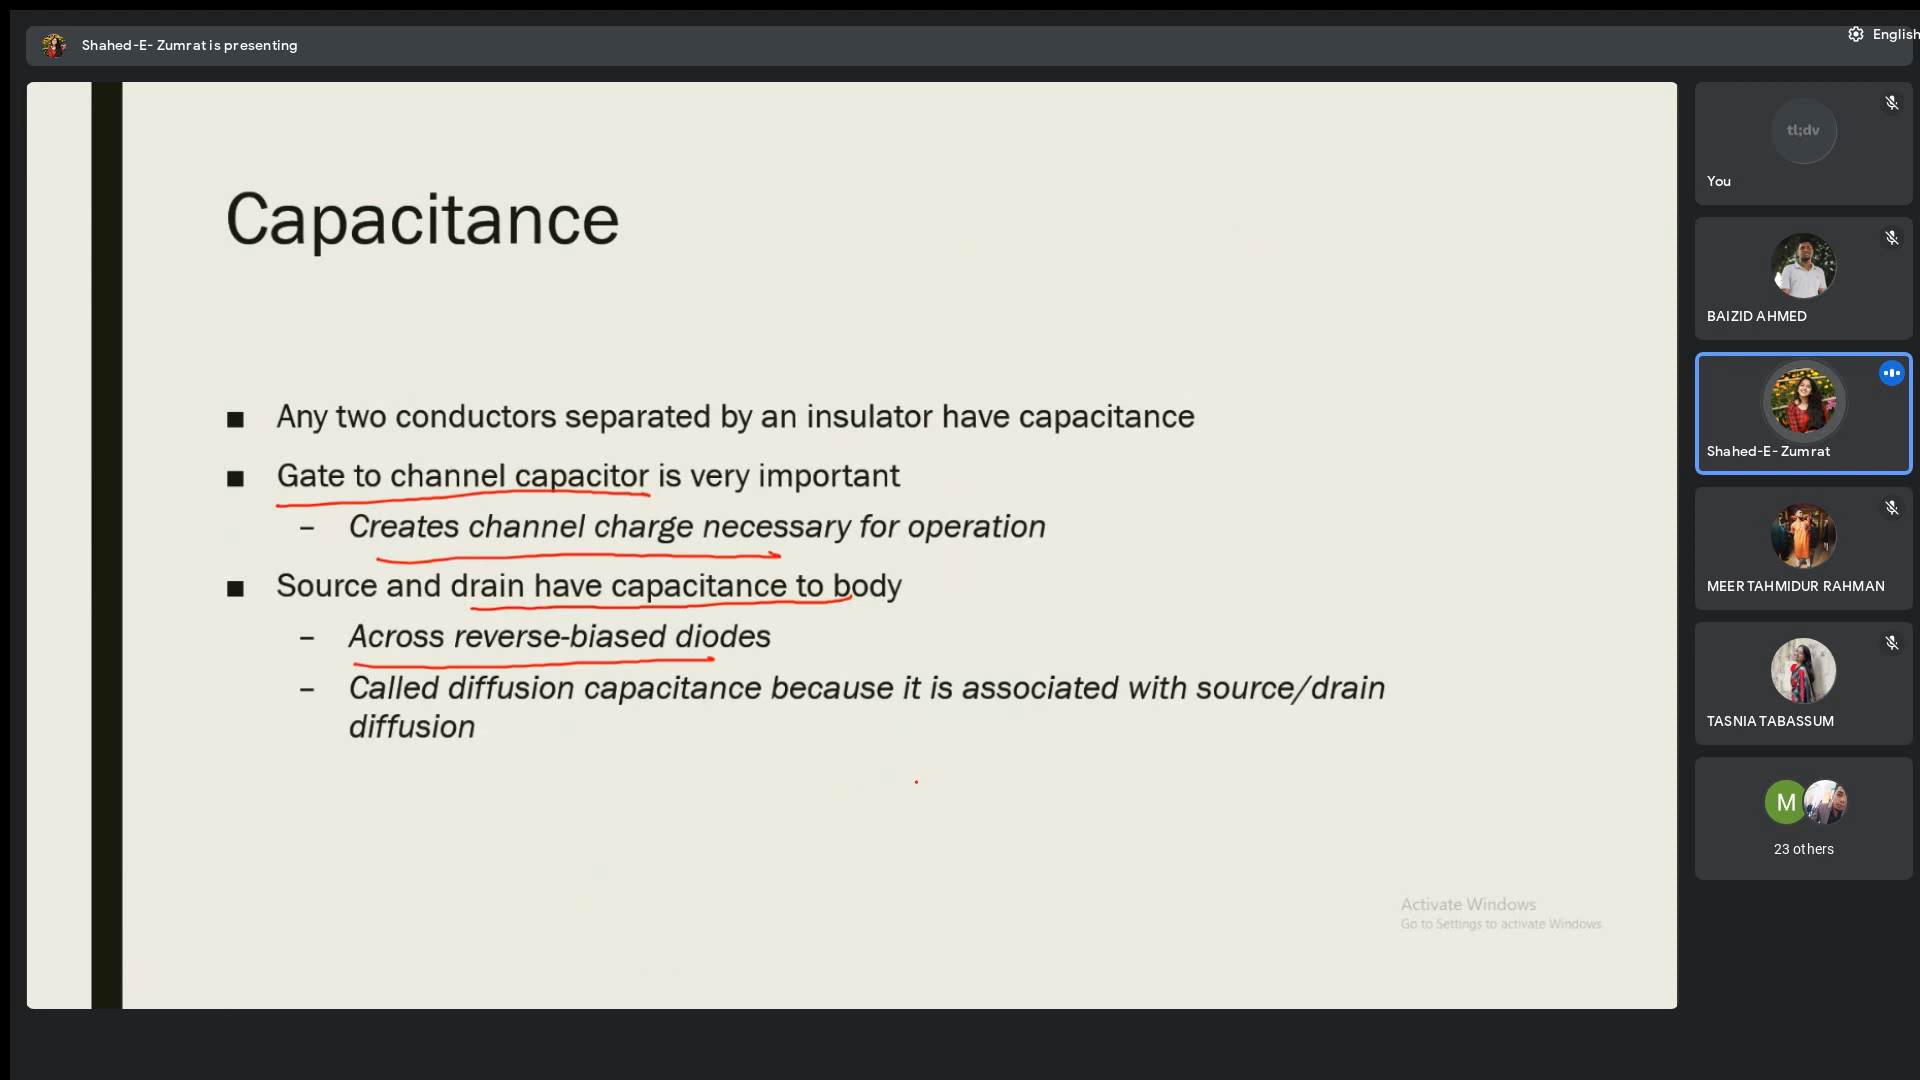 Shahed-E- Zumrat is presenting
English
Capacitance
■ Any two conductors separated by an insulator have capacitance
■ Gate to channel capacitor is very important
– Creates channel charge necessary for operation
■ Source and drain have capacitance to body
– Across reverse-biased diodes
– Called diffusion capacitance because it is associated with source/drain
diffusion
Activate Windows
Go to Settings to activate Windows.
tl;dv
You
BAIZID AHMED
Shahed-E- Zumrat
MEER TAHMIDUR RAHMAN
TASNIA TABASSUM
M
23 others